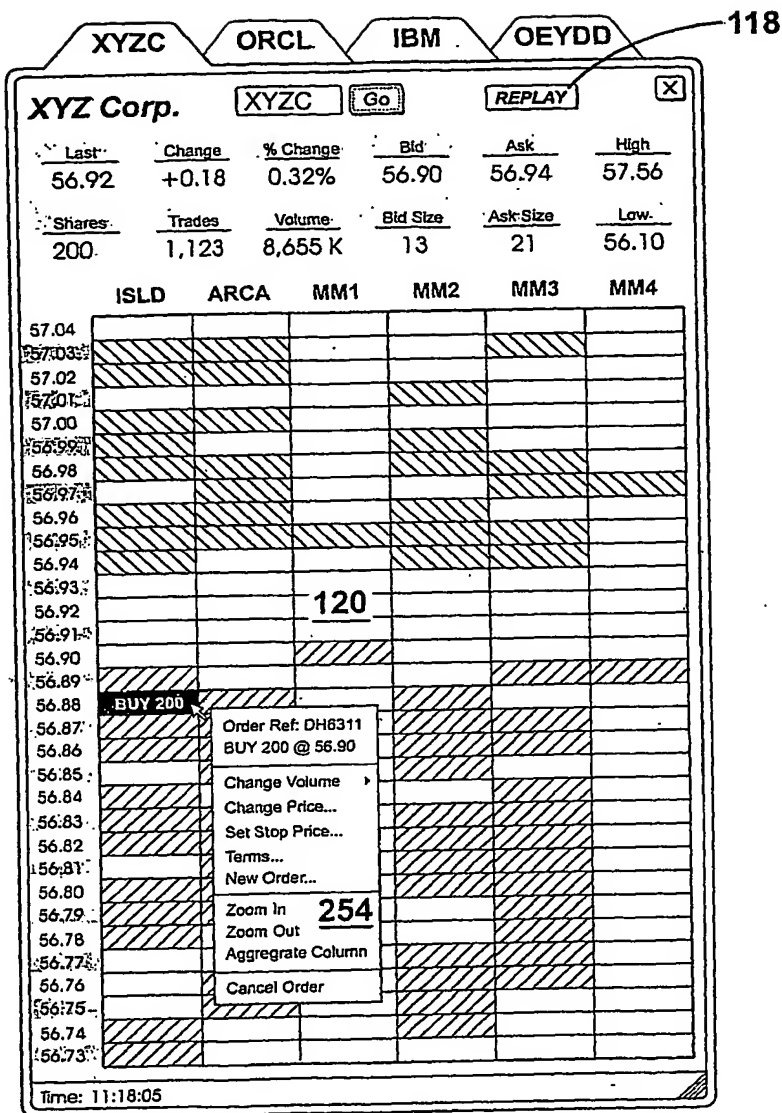 118
XYZC ORCL IBM OEYDD
XYZ Corp. XYZC Go REPLAY X
Last Change % Change Bid Ask High
56.92 +0.18 0.32% 56.90 56.94 57.56
Shares Trades Volume Bid Size Ask Size Low
200 1,123 8,655 K 13 21 56.10
ISLD ARCA MM1 MM2 MM3 MM4
57.04
57.03
57.02
57.01
57.00
56.99
56.98
56.97
56.96
56.95
56.94
56.93
56.92 120
56.91
56.90
56.89
56.88 BUY 200
56.87 Order Ref: DH6311
56.86 BUY 200 @ 56.90
56.85 Change Volume
56.84 Change Price...
56.83 Set Stop Price...
56.82 Terms...
56.81 New Order...
56.80 Zoom In 254
56.79 Zoom Out
56.78 Aggregrate Column
56.77
56.76 Cancel Order
56.75
56.74
56.73
Time: 11:18:05